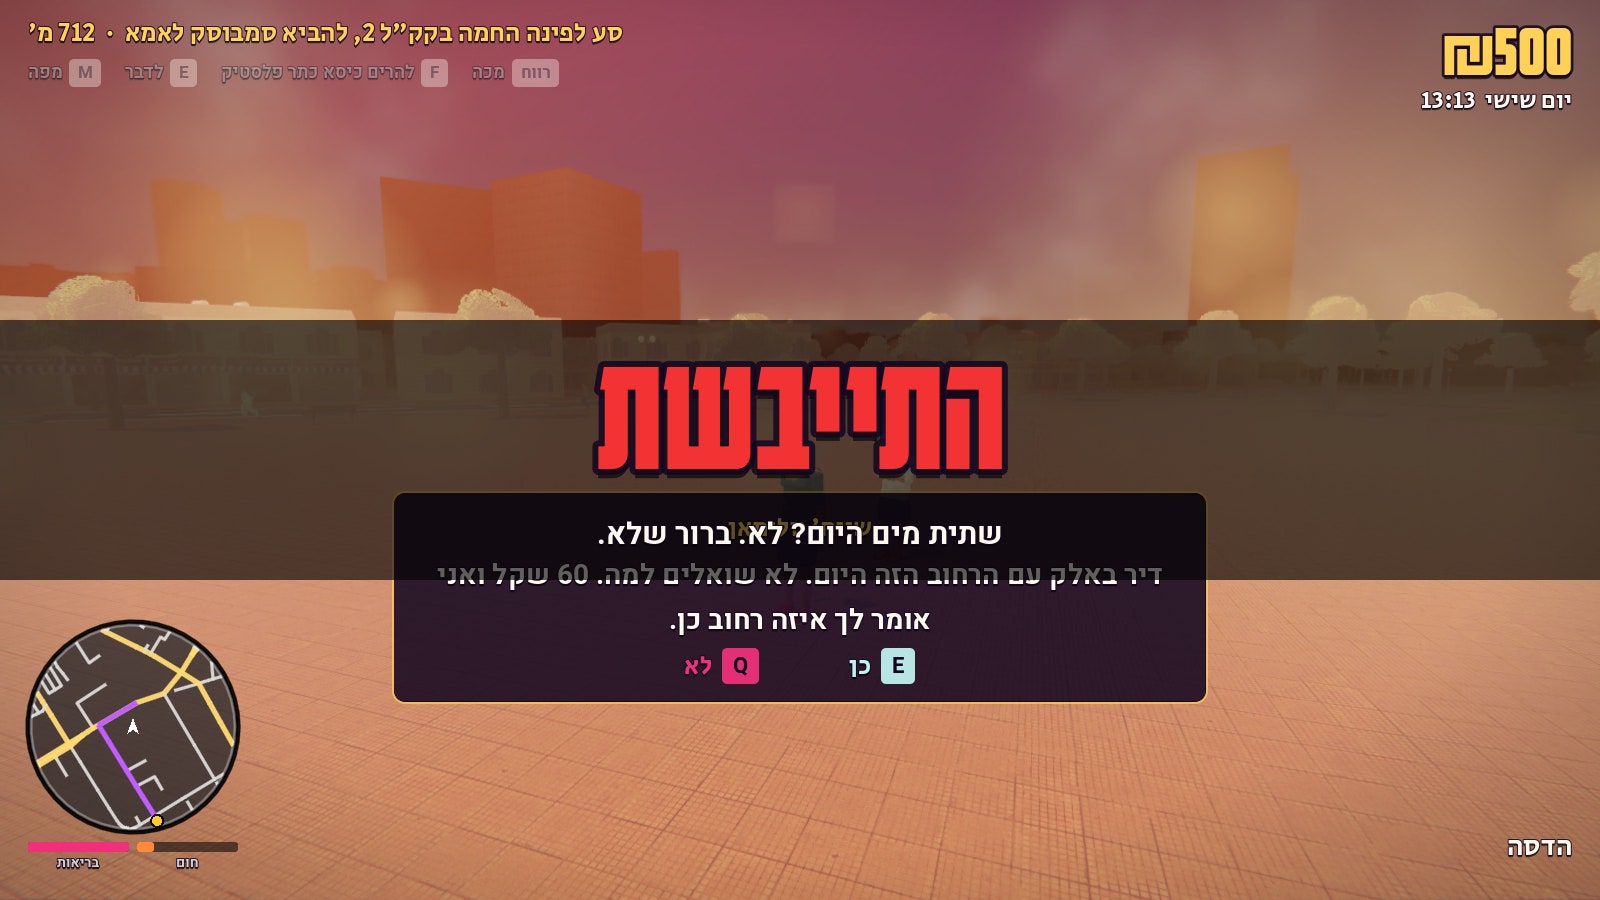 סע לפינה החמה בקק״ל 2, להביא סמבוסק לאמא · 712 מ׳
רווח מכה F להרים כיסא כתר פלסטיק E לדבר M מפה
₪500
יום שישי 13:13
התייבשת
שתית מים היום? לא. ברור שלא.
דיר באלק עם הרחוב הזה היום. לא שואלים למה. 60 שקל ואני
אומר לך איזה רחוב כן.
E כן Q לא
בריאות חום
הדסה